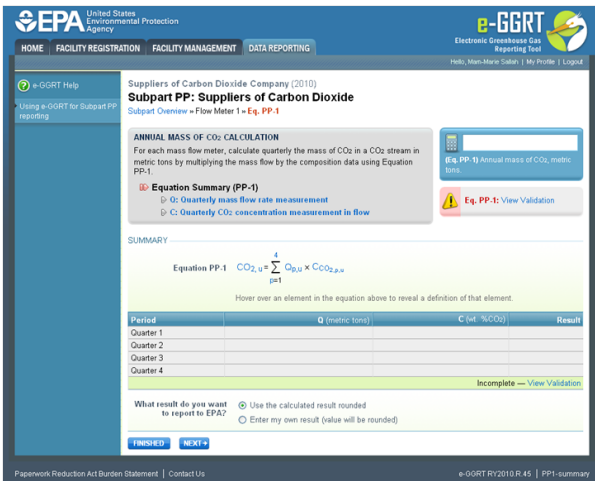 EPA United States
Environmental Protection
Agency
e-GGRT
Electronic Greenhouse Gas
Reporting Tool
HOME FACILITY REGISTRATION FACILITY MANAGEMENT DATA REPORTING
Hello, Mam-Marie Sallah | My Profile | Logout
e-GGRT Help
Using e-GGRT for Subpart PP
reporting
Suppliers of Carbon Dioxide Company (2010)
Subpart PP: Suppliers of Carbon Dioxide
Subpart Overview » Flow Meter 1 » Eq. PP-1
ANNUAL MASS OF CO2 CALCULATION
For each mass flow meter, calculate quarterly the mass of CO2 in a CO2 stream in
metric tons by multiplying the mass flow by the composition data using Equation
PP-1.
Equation Summary (PP-1)
Q: Quarterly mass flow rate measurement
C: Quarterly CO2 concentration measurement in flow
(Eq. PP-1) Annual mass of CO2, metric
tons.
Eq. PP-1: View Validation
SUMMARY
Equation PP-1 CO2, u = 4 ∑ p=1 Qp,u × CCO2,p,u
Hover over an element in the equation above to reveal a definition of that element.
Period Q (metric tons) C (wt. %CO2) Result
Quarter 1
Quarter 2
Quarter 3
Quarter 4
Incomplete — View Validation
What result do you want
to report to EPA?
Use the calculated result rounded
Enter my own result (value will be rounded)
FINISHED NEXT
Paperwork Reduction Act Burden Statement | Contact Us
e-GGRT RY2010.R.45 | PP1-summary